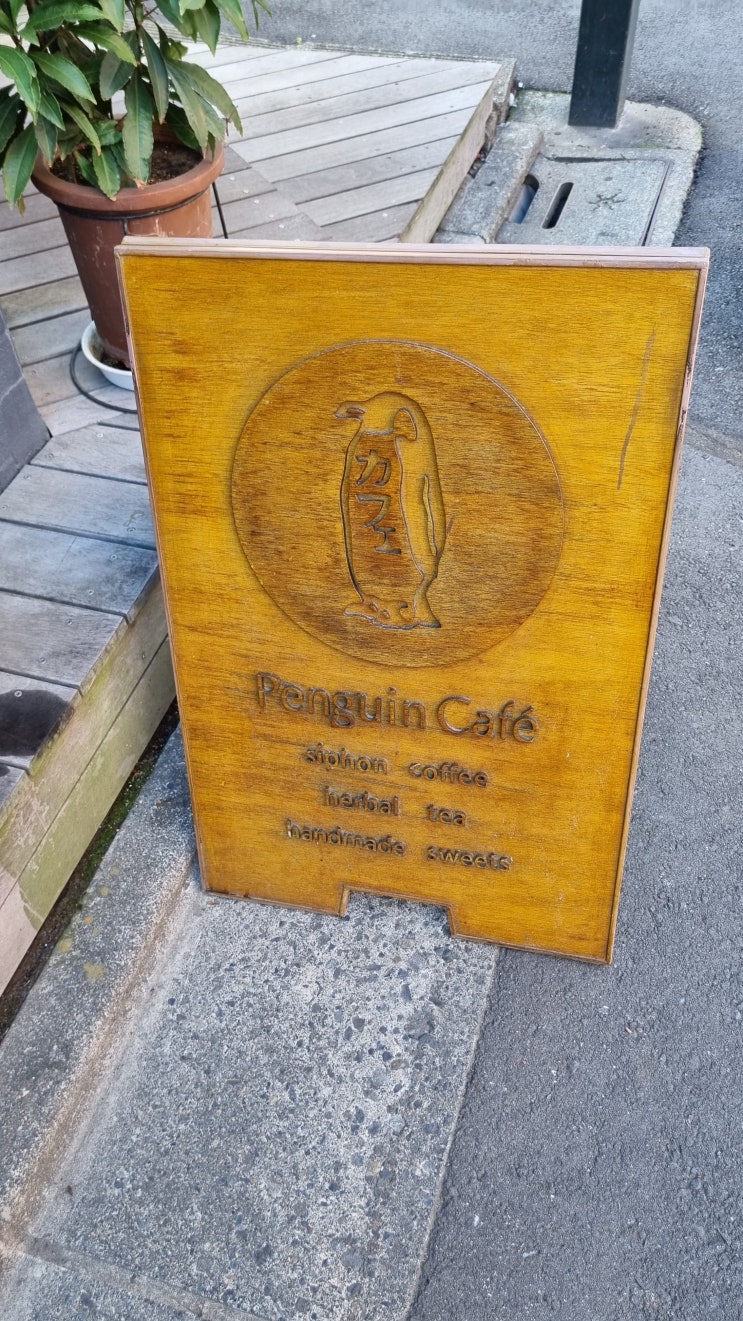 カフェ
Penguin Café
siphon coffee
herbal tea
handmade sweets